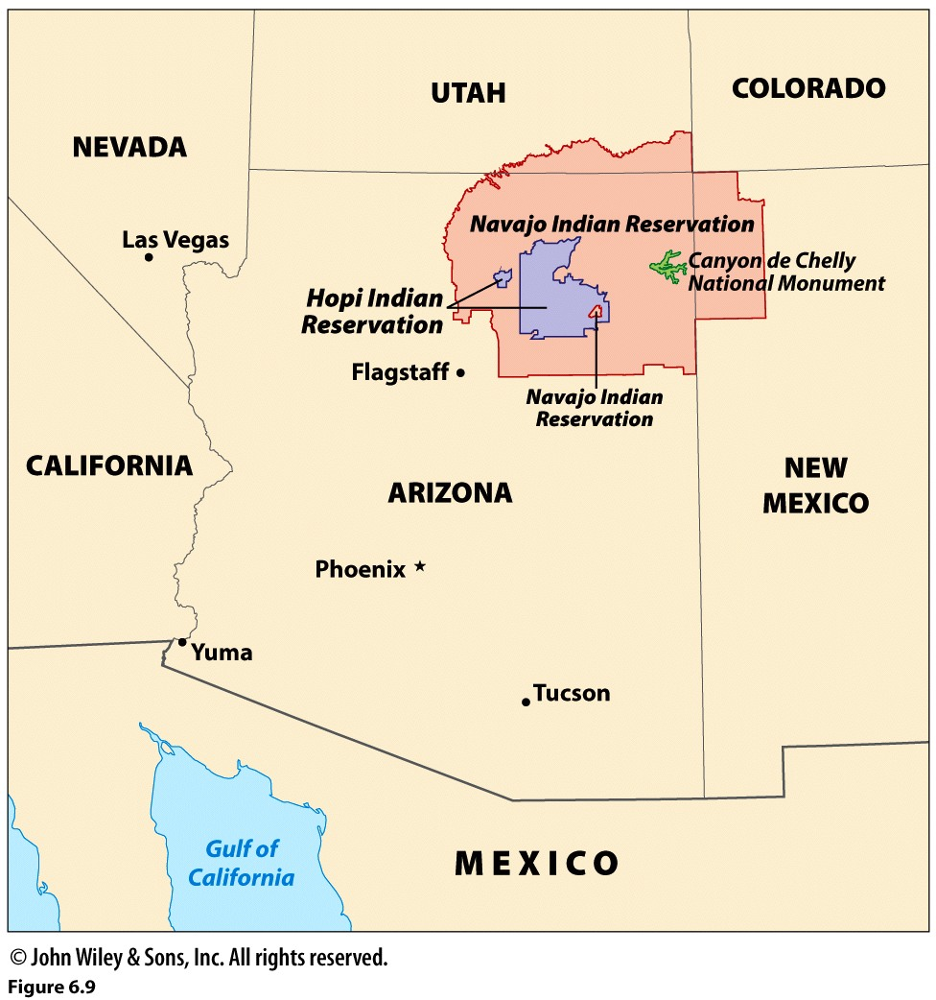 UTAH
COLORADO
NEVADA
Navajo Indian Reservation
Las Vegas
Canyon de Chelly
National Monument
Hopi Indian
Reservation
Flagstaff
Navajo Indian
Reservation
CALIFORNIA
NEW
MEXICO
ARIZONA
Phoenix
Yuma
Tucson
Gulf of
California
MEXICO
© John Wiley & Sons, Inc. All rights reserved.
Figure 6.9